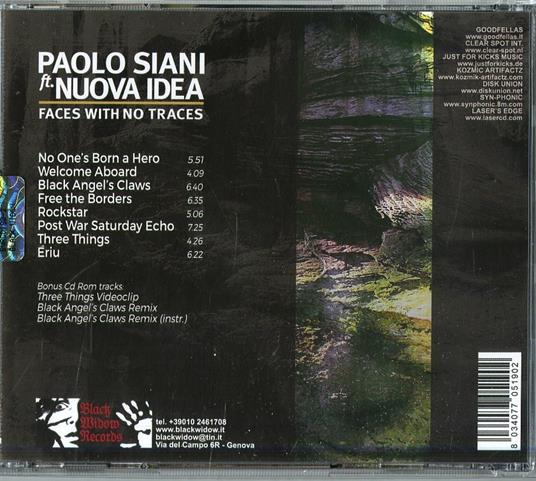 PAOLO SIANI
ft. NUOVA IDEA
FACES WITH NO TRACES
No One's Born a Hero 5.51
Welcome Aboard 4.09
Black Angel's Claws 6.40
Free the Borders 6.35
Rockstar 5.06
Post War Saturday Echo 7.25
Three Things 4.26
Ériu 6.22
Bonus Cd Rom tracks:
Three Things Videoclip
Black Angel's Claws Remix
Black Angel's Claws Remix (instr.)
GOODFELLAS
www.goodfellas.it
CLEAR SPOT INT.
www.clear-spot.nl
JUST FOR KICKS MUSIC
www.justforkicks.de
KOZMIC ARTIFACTZ
www.kozmik-artifactz.com
DISK UNION
www.diskunion.net
SYN-PHONIC
www.synphonic.8m.com
LASER'S EDGE
www.lasercd.com
Black
Widow
Records
tel. +39010 2461708
www.blackwidow.it
blackwidow@tin.it
Via del Campo 6R - Genova
8 034077 051902